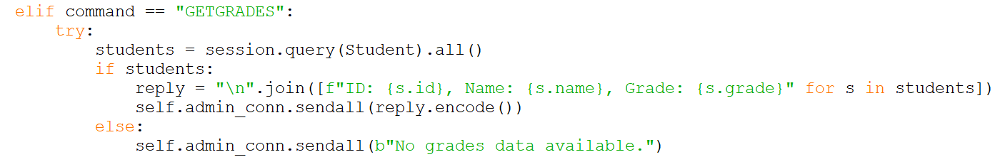 elif command == "GETGRADES":
    try:
        students = session.query(Student).all()
        if students:
            reply = "\n".join([f"ID: {s.id}, Name: {s.name}, Grade: {s.grade}" for s in students])
            self.admin_conn.sendall(reply.encode())
        else:
            self.admin_conn.sendall(b"No grades data available.")